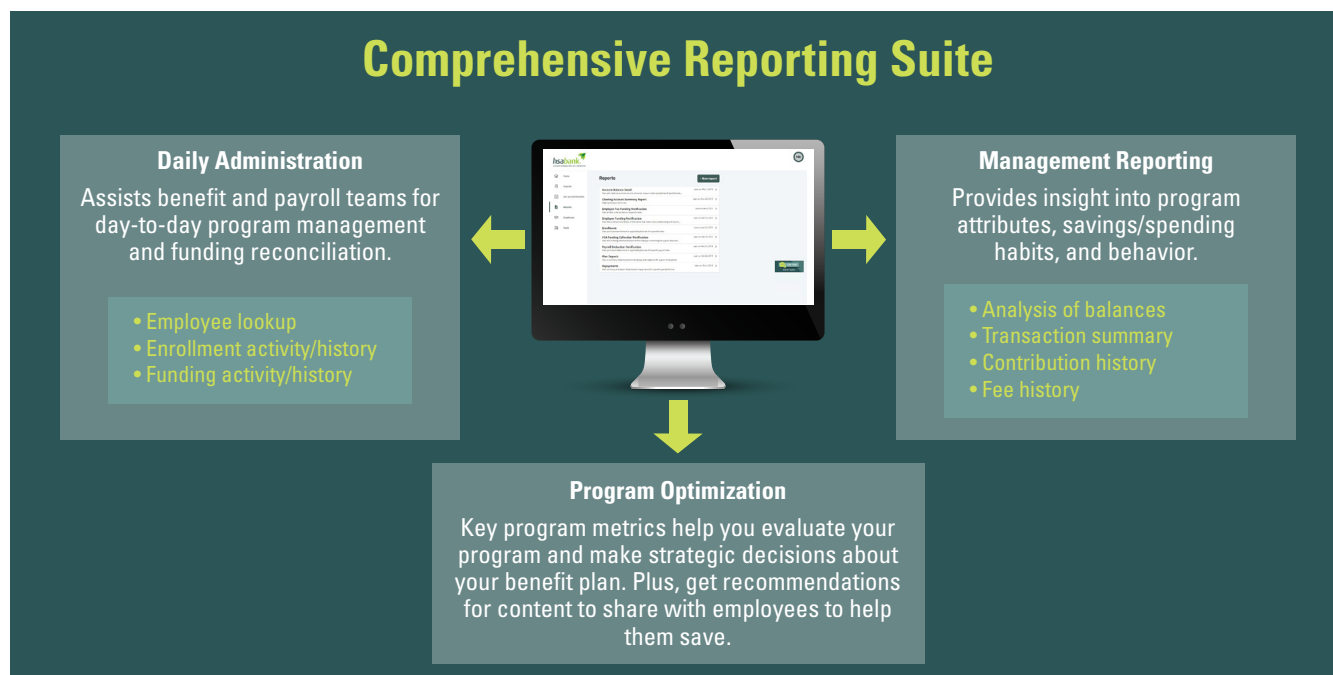 Comprehensive Reporting Suite
Daily Administration
Assists benefit and payroll teams for
day-to-day program management
and funding reconciliation.
• Employee lookup
• Enrollment activity/history
• Funding activity/history
hsabank
Reports
Management Reporting
Provides insight into program
attributes, savings/spending
habits, and behavior.
• Analysis of balances
• Transaction summary
• Contribution history
• Fee history
Program Optimization
Key program metrics help you evaluate your
program and make strategic decisions about
your benefit plan. Plus, get recommendations
for content to share with employees to help
them save.